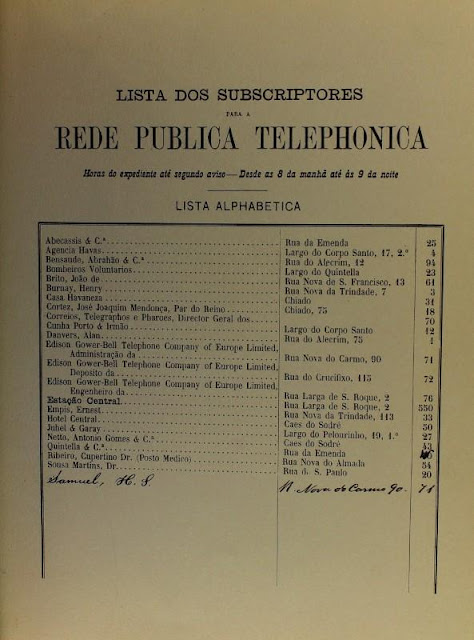 LISTA DOS SUBSCRIPTORES
PARA A
REDE PUBLICA TELEPHONICA
Horas do expediente até segundo aviso — Desde as 8 da manhã até ás 9 da noite
LISTA ALPHABETICA
Abecassis & C.ª Rua da Emenda 25
Agencia Havas Largo do Corpo Santo, 17, 2.º 4
Bensaude, Abrahão & C.ª Rua do Alecrim, 12 94
Bombeiros Voluntarios Largo do Quintella 23
Brito, João de Rua Nova de S. Francisco, 43 61
Burnay, Henry Rua Nova da Trindade, 7 3
Casa Havaneza Chiado 31
Cortez, José Joaquim Mendonça, Par do Reino Chiado, 75 18
Correios, Telegraphos e Pharoes, Director Geral dos 70
Cunha Porto & Irmão Largo do Corpo Santo 12
Danvers, Alan Rua do Alecrim, 75 1
Edison Gower-Bell Telephone Company of Europe Limited,
Administração da Rua Nova do Carmo, 90 71
Edison Gower-Bell Telephone Company of Europe Limited,
Deposito da Rua do Crucifixo, 115 72
Edison Gower-Bell Telephone Company of Europe Limited,
Engenheiro da Rua Larga de S. Roque, 2 76
Estação Central Rua Larga de S. Roque, 2 550
Empis, Ernest Rua Nova da Trindade, 113 33
Hotel Central Caes do Sodré 50
Juhel & Garay Largo do Pelourinho, 19, 1.º 27
Netto, Antonio Gomes & C.ª Caes do Sodré 43
Quintella & C.ª Rua da Emenda
Ribeiro, Cupertino Dr. (Posto Medico) Rua Nova do Almada 54
Sousa Martins, Dr. Rua de S. Paulo 20
Samuel, H. S. R. Nova do Carmo 90. 71